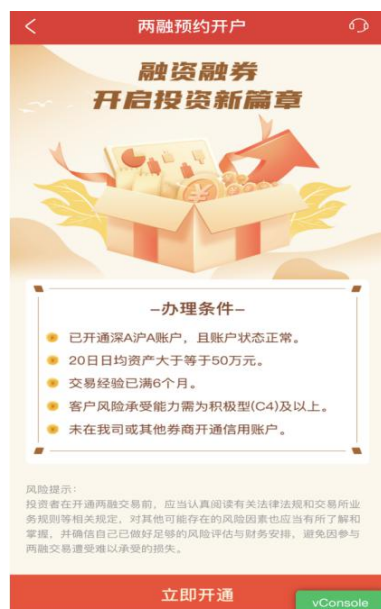 两融预约开户
融资融券
开启投资新篇章
–办理条件–
已开通深A沪A账户，且账户状态正常。
20日日均资产大于等于50万元。
交易经验已满6个月。
客户风险承受能力需为积极型(C4)及以上。
未在我司或其他券商开通信用账户。
风险提示：
投资者在开通两融交易前，应当认真阅读有关法律法规和交易所业
务规则等相关规定，对其他可能存在的风险因素也应当有所了解和
掌握，并确信自己已做好足够的风险评估与财务安排，避免因参与
两融交易遭受难以承受的损失。
立即开通
vConsole